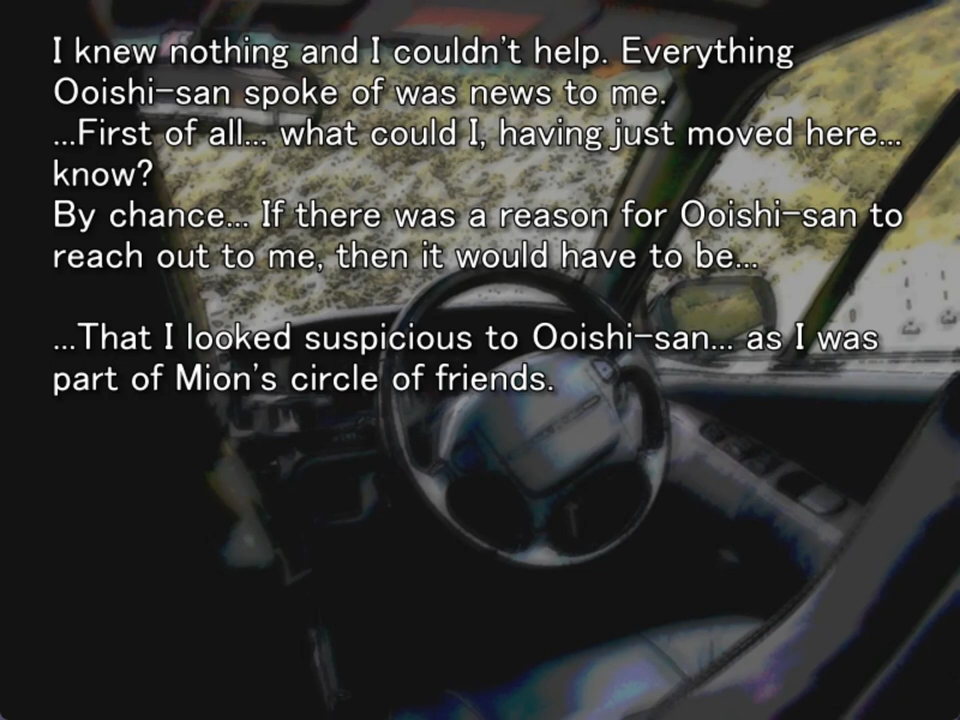 I knew nothing and I couldn't help. Everything
Ooishi-san spoke of was news to me.
...First of all... what could I, having just moved here...
know?
By chance... If there was a reason for Ooishi-san to
reach out to me, then it would have to be...
...That I looked suspicious to Ooishi-san... as I was
part of Mion's circle of friends.